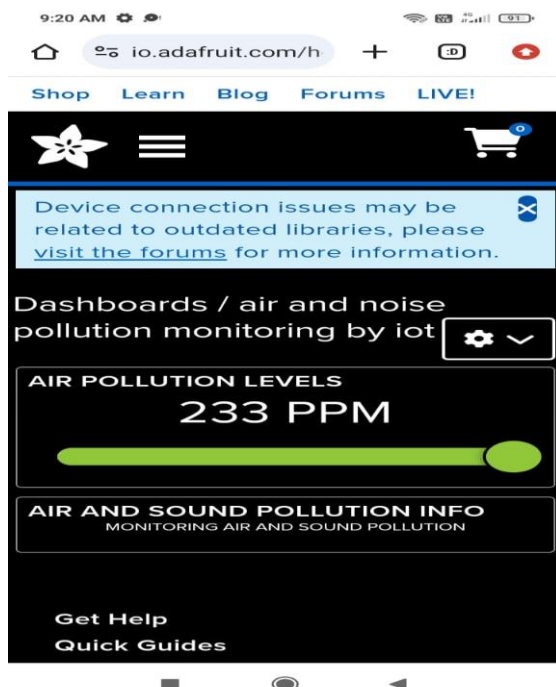 9:20 AM
91
io.adafruit.com/h
:D
Shop Learn Blog Forums LIVE!
0
Device connection issues may be
related to outdated libraries, please
visit the forums for more information.
Dashboards / air and noise
pollution monitoring by iot
AIR POLLUTION LEVELS
233 PPM
AIR AND SOUND POLLUTION INFO
MONITORING AIR AND SOUND POLLUTION
Get Help
Quick Guides